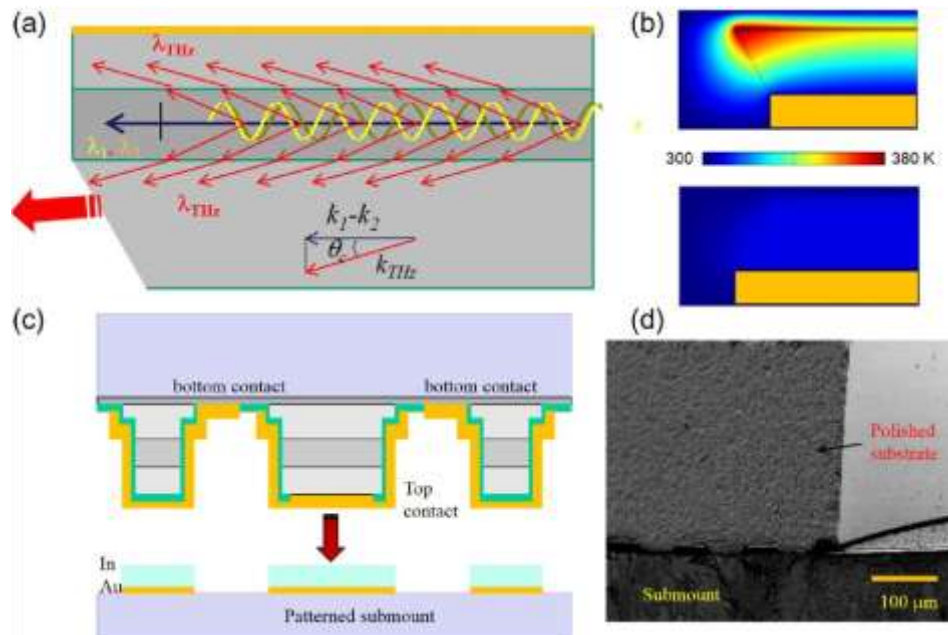 (a)
λTHz
λ1, λ2
λTHz
k1-k2
θc
kTHz
(b)
300 380 K
(c)
bottom contact bottom contact
Top
contact
In
Au
Patterned submount
(d)
Polished
substrate
Submount
100 μm